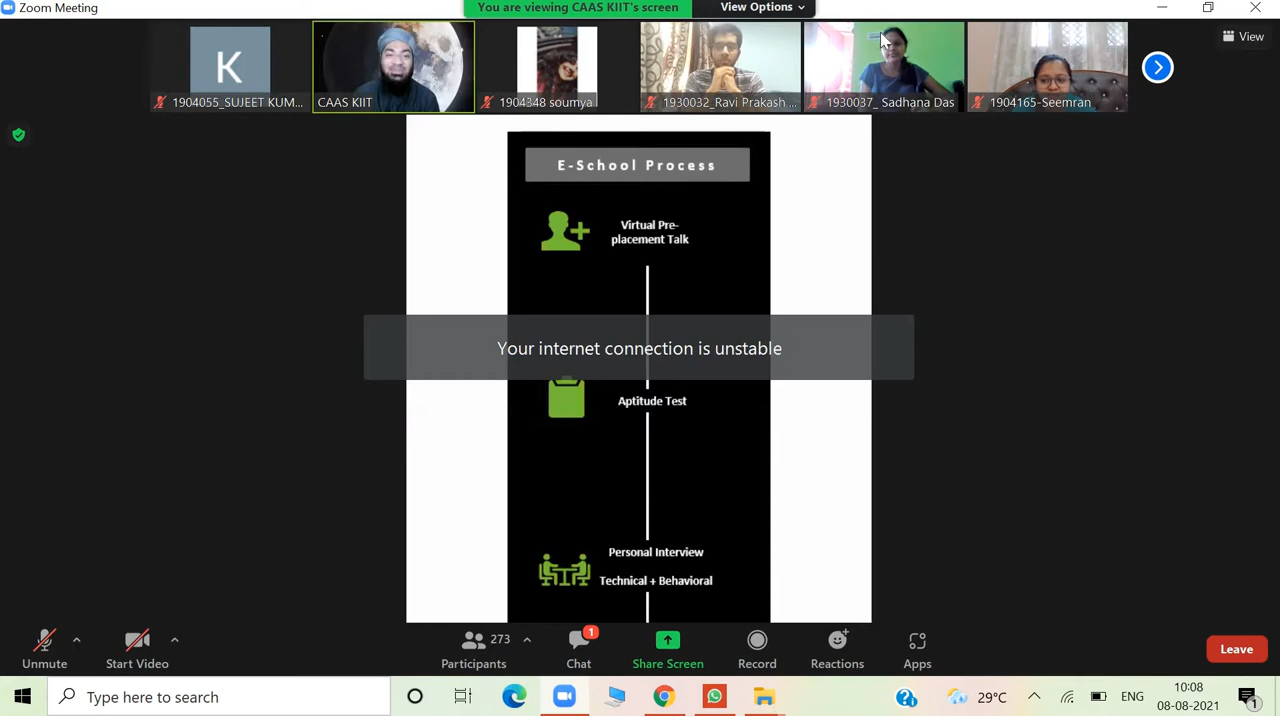 Zoom Meeting
You are viewing CAAS KIIT's screen
View Options
View
K
1904055_SUJEET KUM...
CAAS KIIT
1904348 soumya
1930032_Ravi Prakash ...
1930037_ Sadhana Das
1904165-Seemran
E-School Process
Virtual Pre-
placement Talk
Your internet connection is unstable
Aptitude Test
Personal Interview
Technical + Behavioral
Unmute
Start Video
273
Participants
1
Chat
Share Screen
Record
Reactions
Apps
Leave
Type here to search
29°C
ENG
10:08
08-08-2021
1